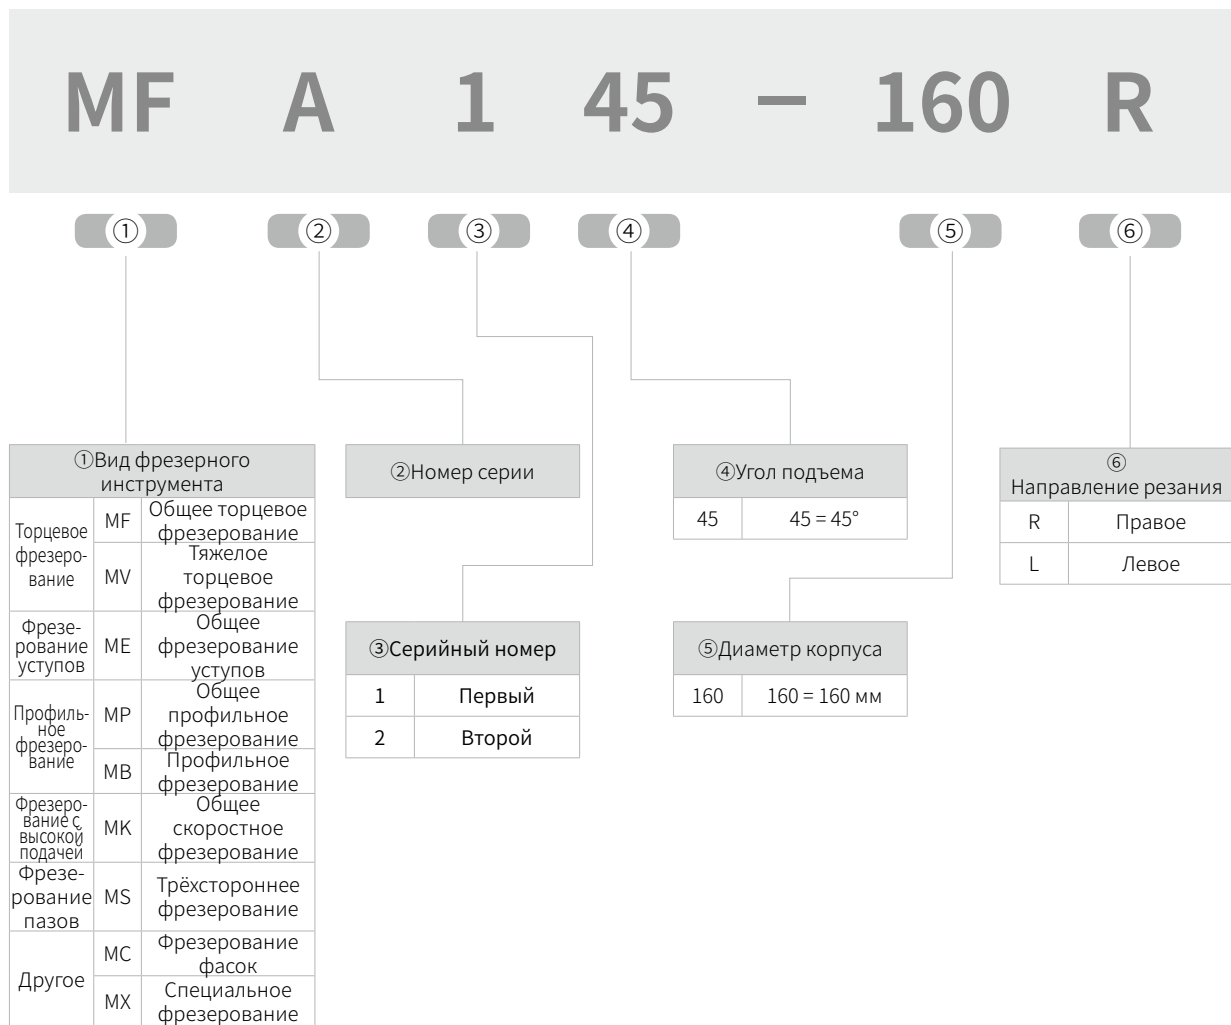 MF A 1 45 – 160 R
① ② ③ ④ ⑤ ⑥
①Вид фрезерного
инструмента
Торцевое
фрезеро-
вание
MF
Общее торцевое
фрезерование
MV
Тяжелое
торцевое
фрезерование
Фрезе-
рование
уступов
ME
Общее
фрезерование
уступов
Профиль-
ное
фрезеро-
вание
MP
Общее
профильное
фрезерование
MB
Профильное
фрезерование
Фрезеро-
вание с
высокой
подачей
MK
Общее
скоростное
фрезерование
Фрезе-
рование
пазов
MS
Трёхстороннее
фрезерование
Другое
MC
Фрезерование
фасок
MX
Специальное
фрезерование
②Номер серии
③Серийный номер
1 Первый
2 Второй
④Угол подъема
45 45 = 45°
⑤Диаметр корпуса
160 160 = 160 мм
⑥
Направление резания
R Правое
L Левое